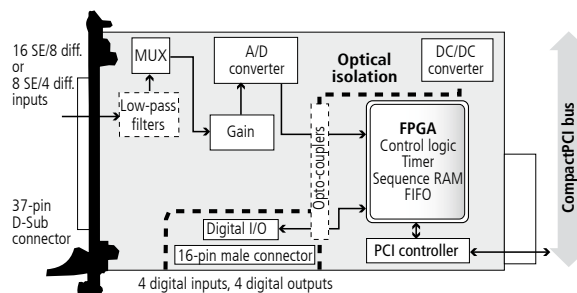 16 SE/8 diff.
or
8 SE/4 diff.
inputs
MUX
A/D
converter
Optical
isolation
DC/DC
converter
Low-pass
filters
Gain
Opto-couplers
FPGA
Control logic
Timer
Sequence RAM
FIFO
CompactPCI bus
37-pin
D-Sub
connector
Digital I/O
16-pin male connector
PCI controller
4 digital inputs, 4 digital outputs